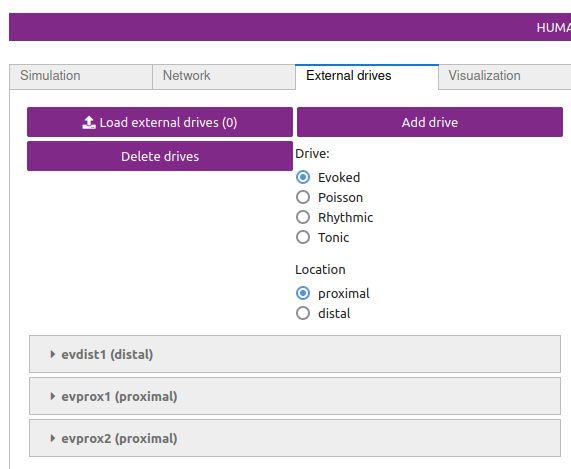 HUMA
Simulation
Network
External drives
Visualization
Load external drives (0)
Add drive
Delete drives
Drive:
Evoked
Poisson
Rhythmic
Tonic
Location
proximal
distal
evdist1 (distal)
evprox1 (proximal)
evprox2 (proximal)